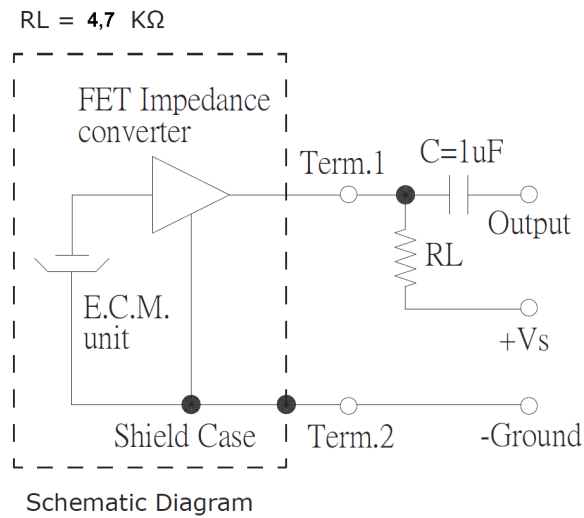 RL = 4,7 KΩ
FET Impedance
converter
Term.1
C=1uF
Output
RL
E.C.M.
unit
+Vs
Shield Case
Term.2
-Ground
Schematic Diagram